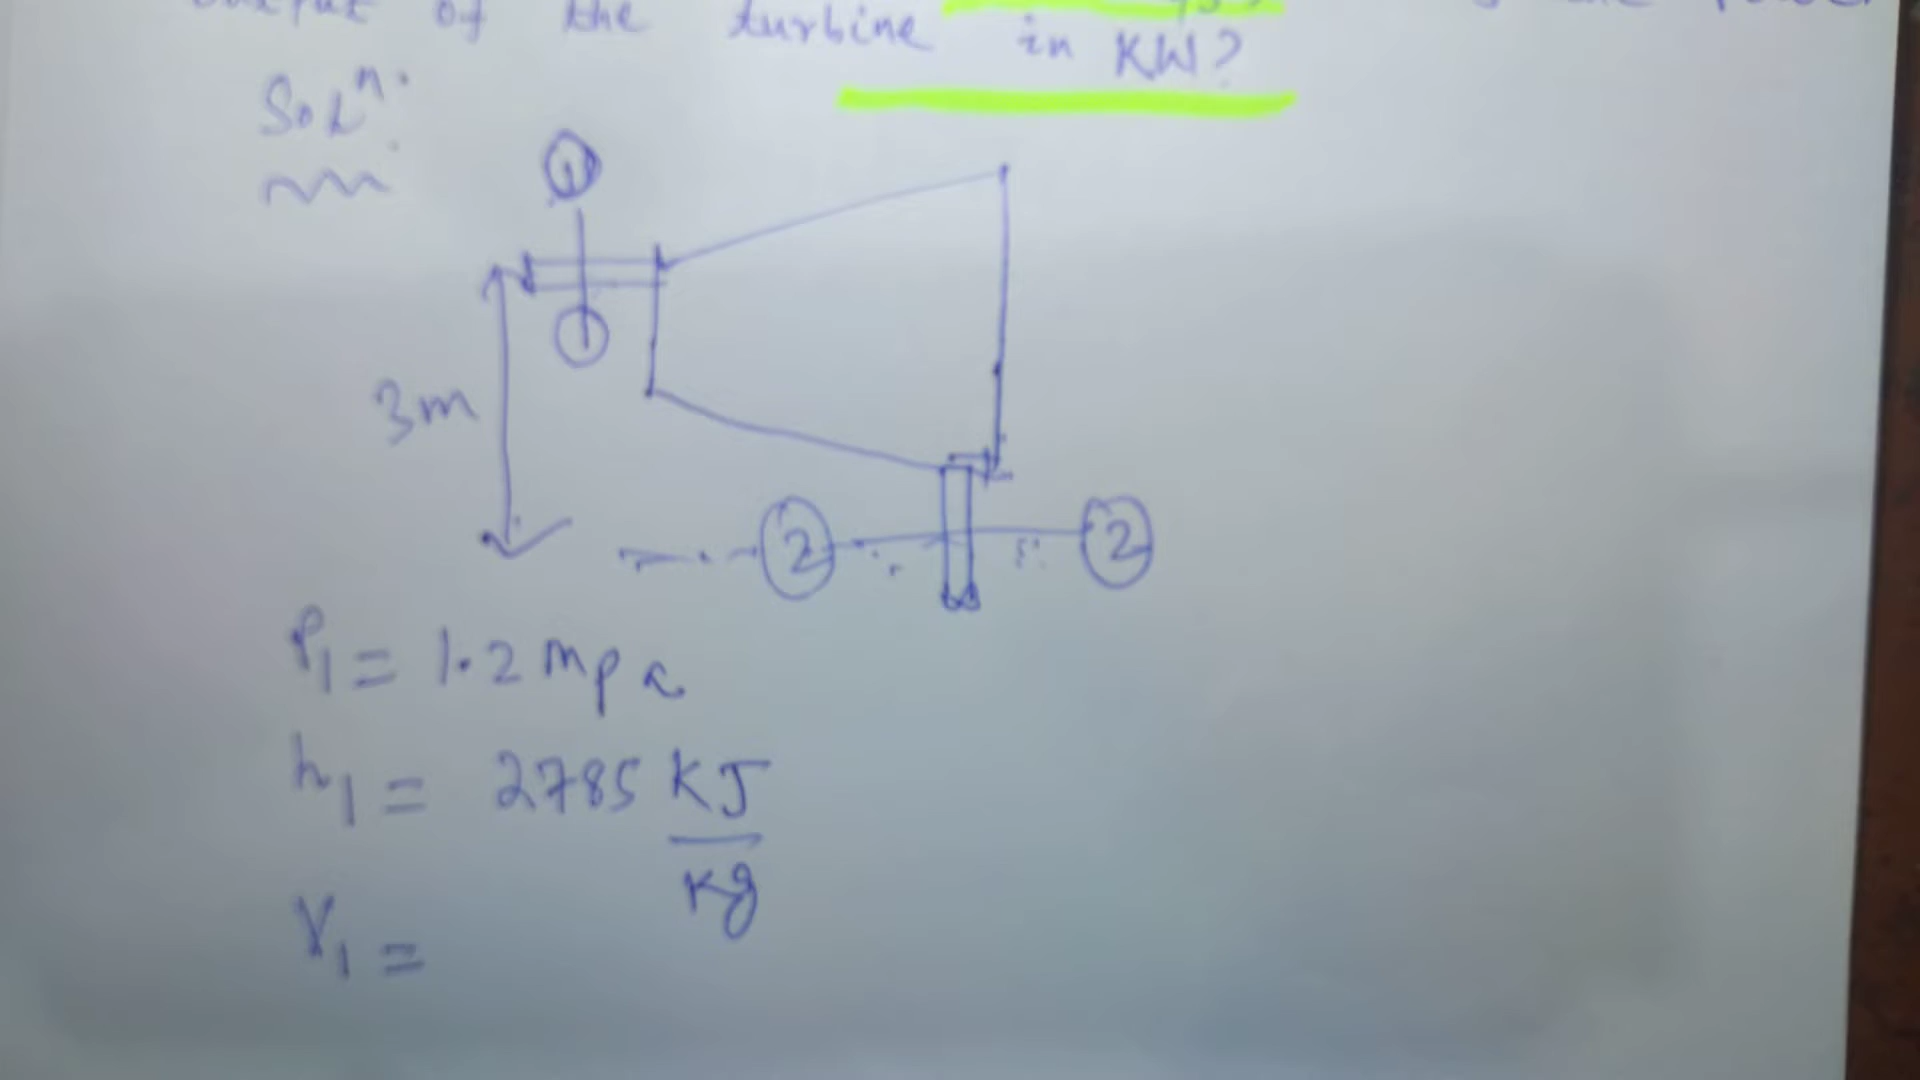 output of the turbine in KW?
Solⁿ.
1
1
3m
2 2
P₁ = 1.2 mpa
h₁ = 2785 KJ/kg
V₁ =